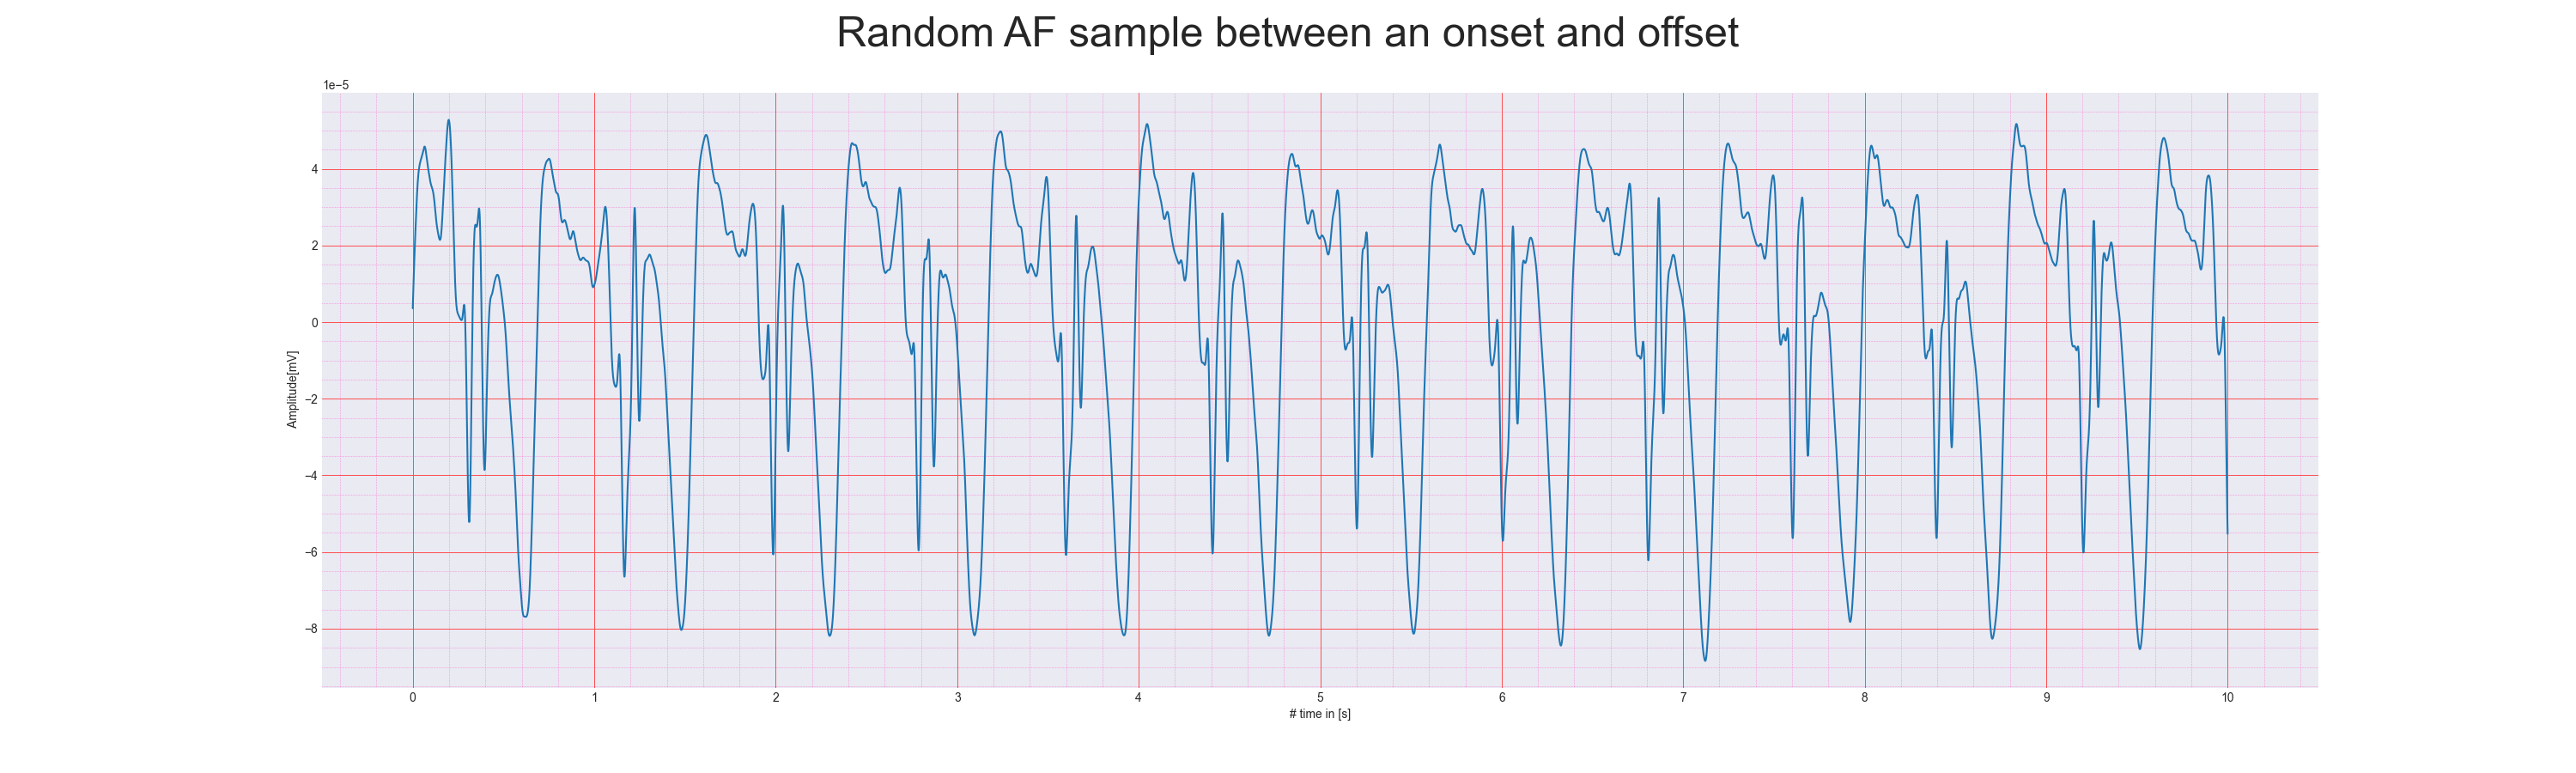 Random AF sample between an onset and offset
1e−5
4
2
0
−2
−4
−6
−8
Amplitude[mV]
0 1 2 3 4 5 6 7 8 9 10
# time in [s]